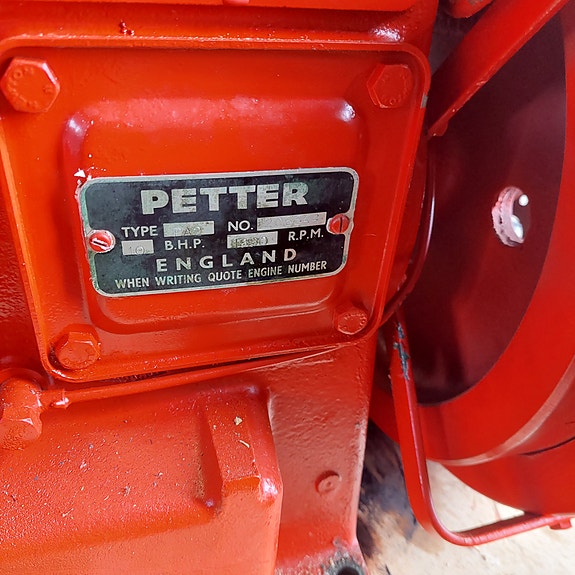 PETTER
TYPE NO.
B.H.P. R.P.M.
ENGLAND
WHEN WRITING QUOTE ENGINE NUMBER